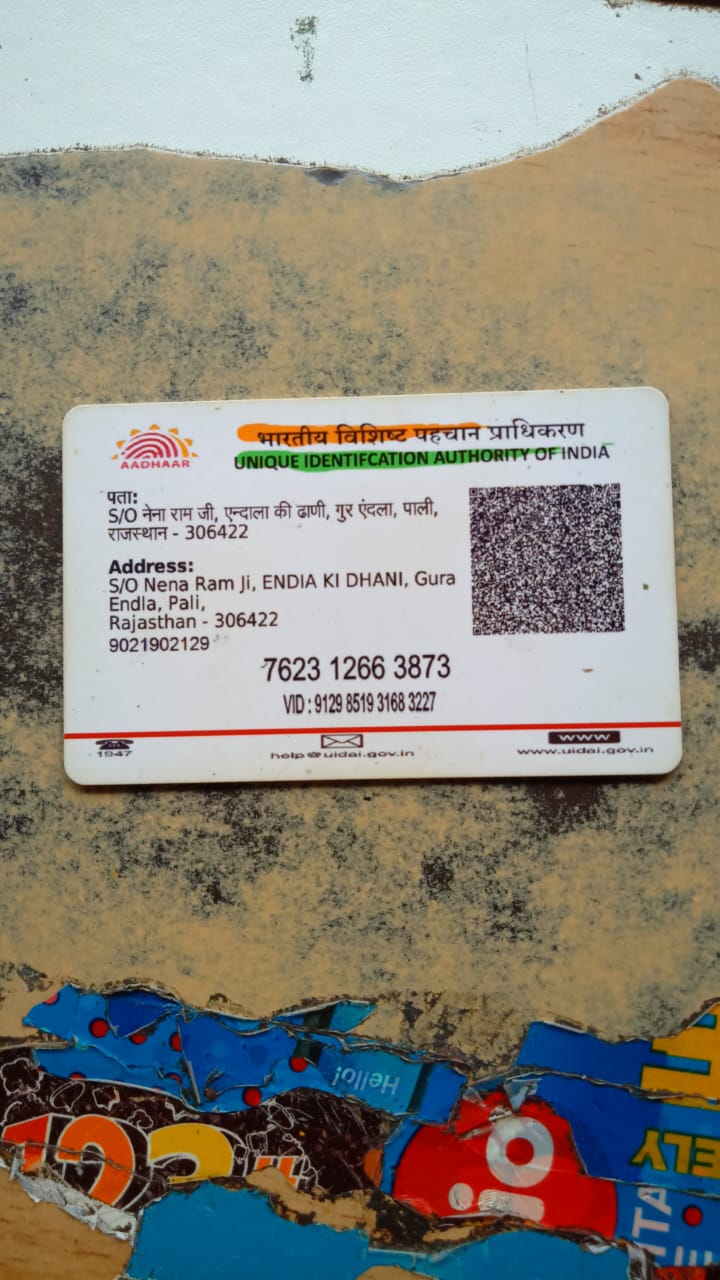 AADHAAR
भारतीय विशिष्ट पहचान प्राधिकरण
UNIQUE IDENTIFCATION AUTHORITY OF INDIA
पता:
S/O नेना राम जी, एन्दाला की ढाणी, गुर एंदला, पाली,
राजस्थान - 306422
Address:
S/O Nena Ram Ji, ENDIA KI DHANI, Gura
Endla, Pali,
Rajasthan - 306422
9021902129
7623 1266 3873
VID : 9129 8519 3168 3227
1947
help@uidai.gov.in
WWW
www.uidai.gov.in
Hello!
ELY